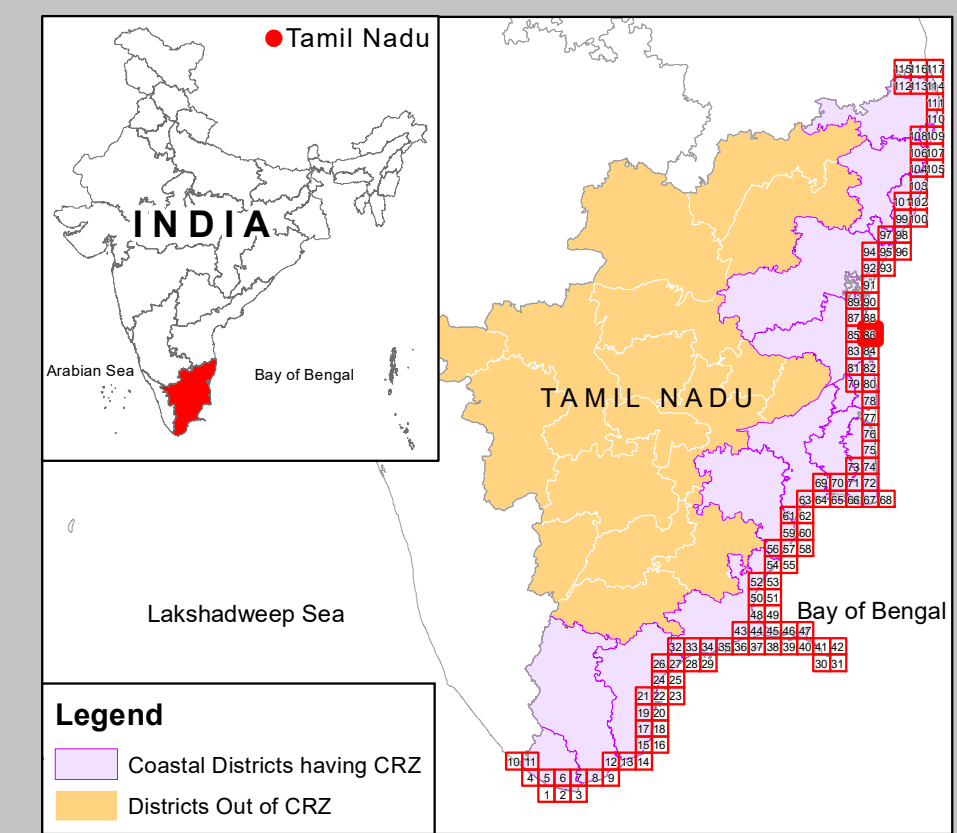 Tamil Nadu
INDIA
Arabian Sea
Bay of Bengal
TAMIL NADU
Lakshadweep Sea
Bay of Bengal
115 116 117
112 113 114
111
110
108 109
106 107
104 105
103
101 102
99 100
97 98
94 95 96
92 93
91
89 90
87 88
85 86
83 84
81 82
79 80
78
77
76
75
73 74
69 70 71 72
63 64 65 66 67 68
61 62
59 60
56 57 58
54 55
52 53
50 51
48 49
43 44 45 46 47
32 33 34 35 36 37 38 39 40 41 42
26 27 28 29 30 31
24 25
21 22 23
19 20
17 18
15 16
10 11 12 13 14
4 5 6 7 8 9
1 2 3
Legend
Coastal Districts having CRZ
Districts Out of CRZ